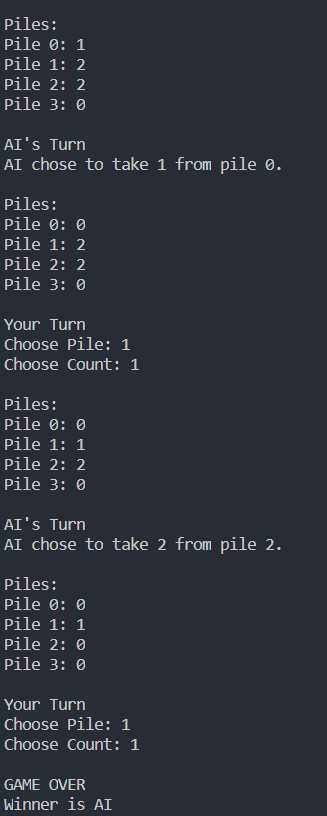 Piles:
Pile 0: 1
Pile 1: 2
Pile 2: 2
Pile 3: 0
AI's Turn
AI chose to take 1 from pile 0.
Piles:
Pile 0: 0
Pile 1: 2
Pile 2: 2
Pile 3: 0
Your Turn
Choose Pile: 1
Choose Count: 1
Piles:
Pile 0: 0
Pile 1: 1
Pile 2: 2
Pile 3: 0
AI's Turn
AI chose to take 2 from pile 2.
Piles:
Pile 0: 0
Pile 1: 1
Pile 2: 0
Pile 3: 0
Your Turn
Choose Pile: 1
Choose Count: 1
GAME OVER
Winner is AI